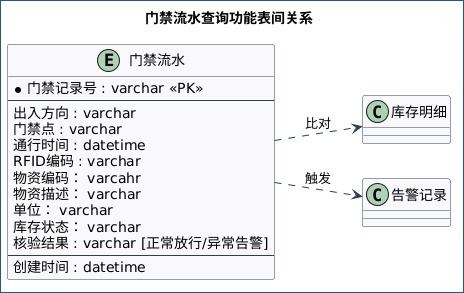 门禁流水查询功能表间关系
E 门禁流水
门禁记录号 : varchar «PK»
出入方向 : varchar
门禁点 : varchar
通行时间 : datetime
RFID编码 : varchar
物资编码： varcahr
物资描述： varchar
单位： varchar
库存状态： varchar
核验结果 : varchar [正常放行/异常告警]
创建时间 : datetime
比对
C 库存明细
触发
C 告警记录